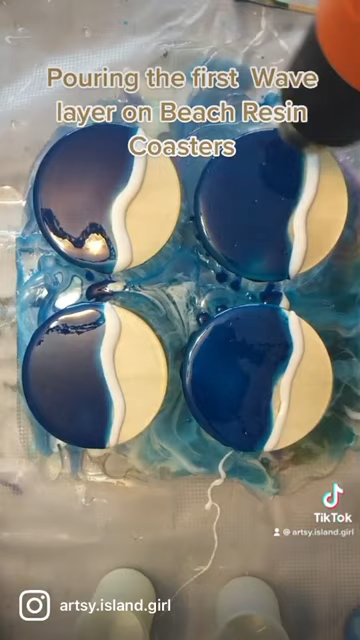 Pouring the first Wave
layer on Beach Resin
Coasters
TikTok
@ artsy.island.girl
artsy.island.girl